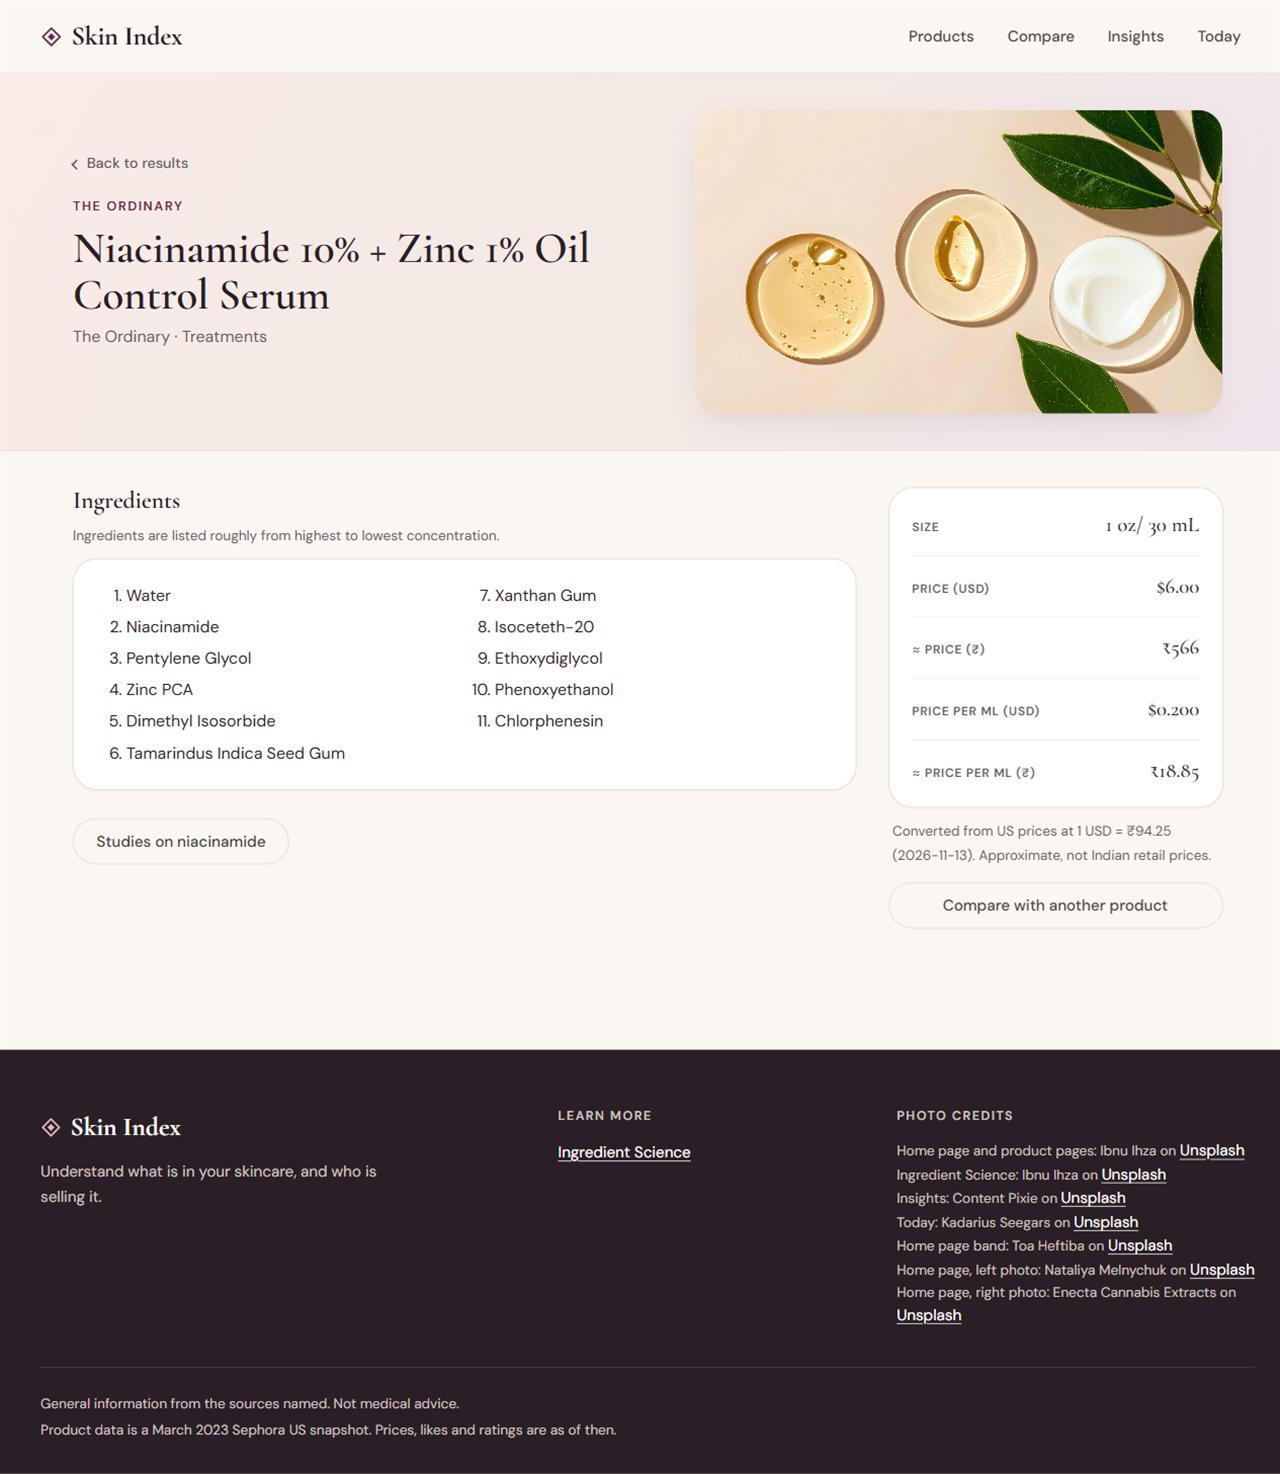 Skin Index
Products Compare Insights Today
Back to results
THE ORDINARY
Niacinamide 10% + Zinc 1% Oil
Control Serum
The Ordinary · Treatments
Ingredients
Ingredients are listed roughly from highest to lowest concentration.
1. Water
2. Niacinamide
3. Pentylene Glycol
4. Zinc PCA
5. Dimethyl Isosorbide
6. Tamarindus Indica Seed Gum
7. Xanthan Gum
8. Isoceteth-20
9. Ethoxydiglycol
10. Phenoxyethanol
11. Chlorphenesin
Studies on niacinamide
SIZE 1 oz/ 30 mL
PRICE (USD) $6.00
≈ PRICE (₹) ₹566
PRICE PER ML (USD) $0.200
≈ PRICE PER ML (₹) ₹18.85
Converted from US prices at 1 USD = ₹94.25
(2026-11-13). Approximate, not Indian retail prices.
Compare with another product
Skin Index
Understand what is in your skincare, and who is
selling it.
LEARN MORE
Ingredient Science
PHOTO CREDITS
Home page and product pages: Ibnu Ihza on Unsplash
Ingredient Science: Ibnu Ihza on Unsplash
Insights: Content Pixie on Unsplash
Today: Kadarius Seegars on Unsplash
Home page band: Toa Heftiba on Unsplash
Home page, left photo: Nataliya Melnychuk on Unsplash
Home page, right photo: Enecta Cannabis Extracts on
Unsplash
General information from the sources named. Not medical advice.
Product data is a March 2023 Sephora US snapshot. Prices, likes and ratings are as of then.